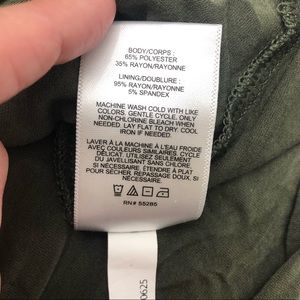 BODY/CORPS:
65% POLYESTER
35% RAYON/RAYONNE
LINING/DOUBLURE:
95% RAYON/RAYONNE
5% SPANDEX
MACHINE WASH COLD WITH LIKE
COLORS. GENTLE CYCLE. ONLY
NON-CHLORINE BLEACH WHEN
NEEDED. LAY FLAT TO DRY. COOL
IRON IF NEEDED.
LAVER À LA MACHINE À L'EAU FROIDE
AVEC COULEURS SIMILAIRES. CYCLE
DÉLICAT. UTILISEZ SEULEMENT
DU JAVELLISANT SANS CHLORE
AU BESOIN. ÉTENDRE À PLAT
POUR SÉCHER. REPASSAGE DOUX SI
NÉCESSAIRE.
RN# 55285
0625